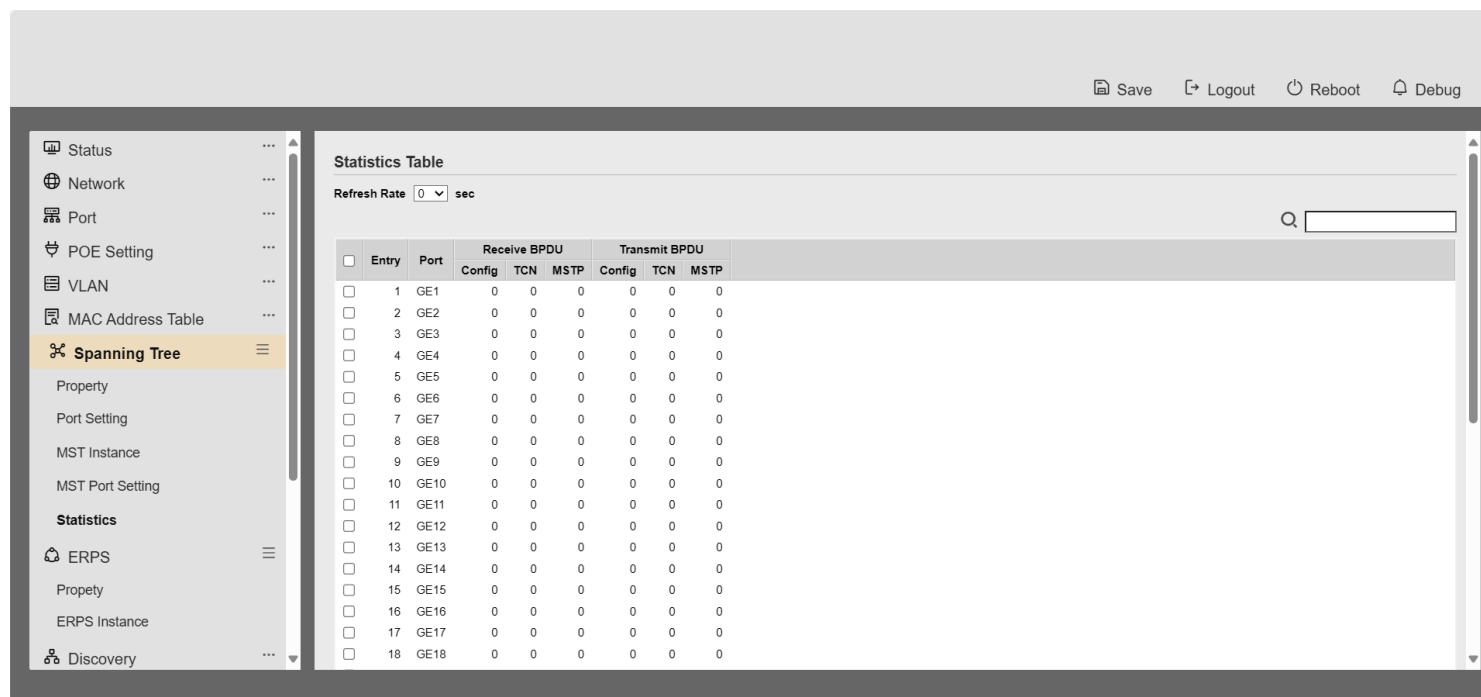 Save Logout Reboot Debug
Status ...
Network ...
Port ...
POE Setting ...
VLAN ...
MAC Address Table ...
Spanning Tree
Property
Port Setting
MST Instance
MST Port Setting
Statistics
ERPS
Propety
ERPS Instance
Discovery ...
Statistics Table
Refresh Rate 0 sec
Entry Port Receive BPDU Transmit BPDU
Config TCN MSTP Config TCN MSTP
1 GE1 0 0 0 0 0 0
2 GE2 0 0 0 0 0 0
3 GE3 0 0 0 0 0 0
4 GE4 0 0 0 0 0 0
5 GE5 0 0 0 0 0 0
6 GE6 0 0 0 0 0 0
7 GE7 0 0 0 0 0 0
8 GE8 0 0 0 0 0 0
9 GE9 0 0 0 0 0 0
10 GE10 0 0 0 0 0 0
11 GE11 0 0 0 0 0 0
12 GE12 0 0 0 0 0 0
13 GE13 0 0 0 0 0 0
14 GE14 0 0 0 0 0 0
15 GE15 0 0 0 0 0 0
16 GE16 0 0 0 0 0 0
17 GE17 0 0 0 0 0 0
18 GE18 0 0 0 0 0 0